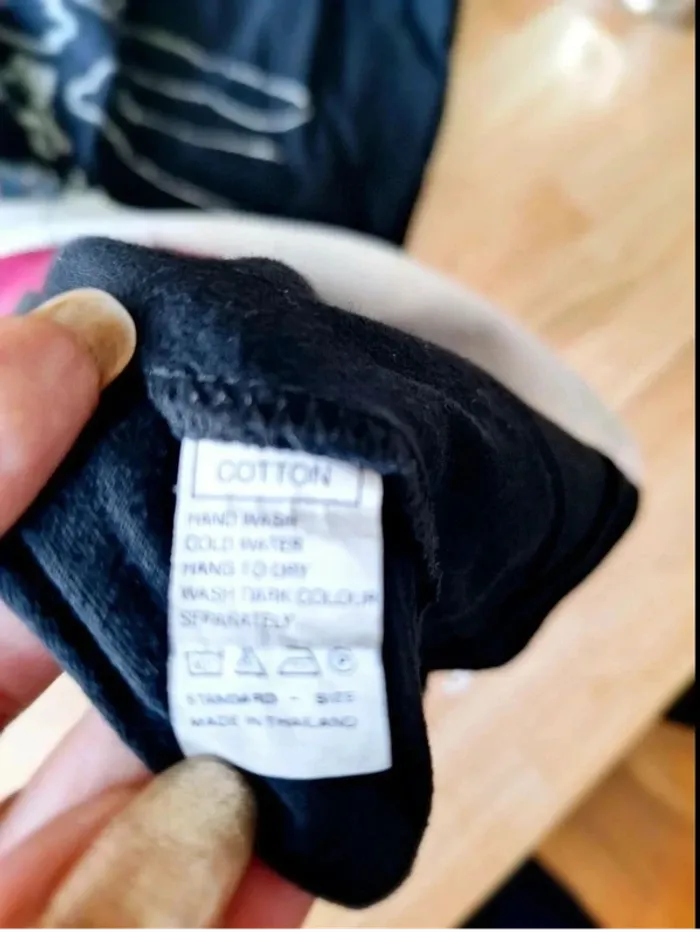 COTTON
HAND WASH
COLD WATER
HANG TO DRY
WASH DARK COLOUR
SEPARATELY
STANDARD - SIZE
MADE IN THAILAND